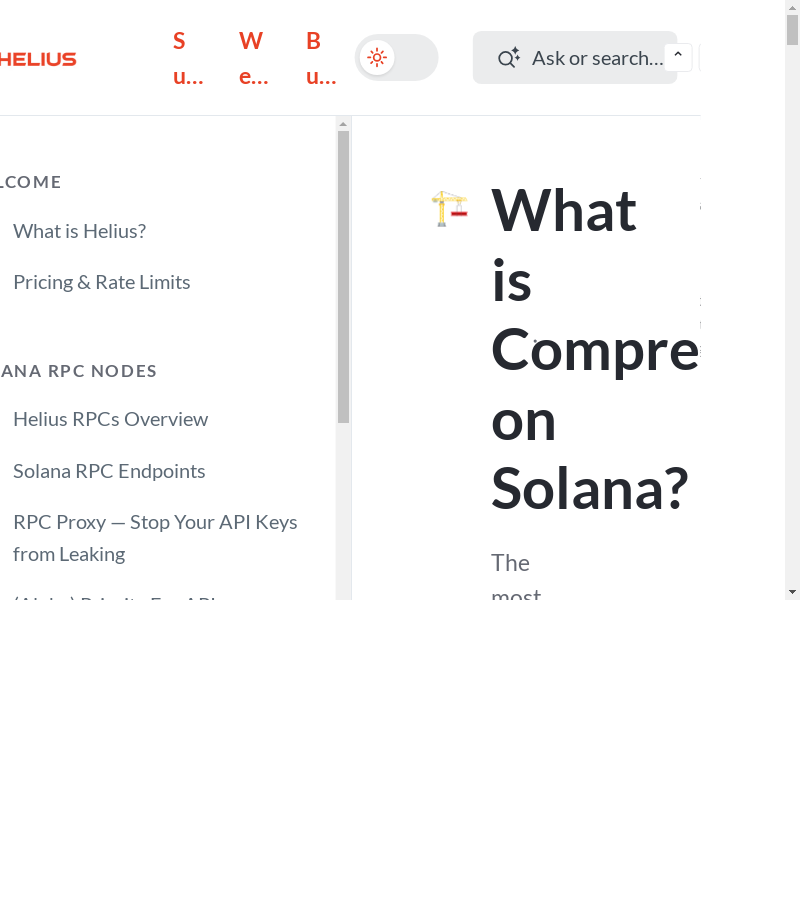 HELIUS
S
u…
W
e…
B
u…
Ask or search…
⌃
LCOME
What is Helius?
Pricing & Rate Limits
ANA RPC NODES
Helius RPCs Overview
Solana RPC Endpoints
RPC Proxy — Stop Your API Keys
from Leaking
What
is
Compre
on
Solana?
The
most